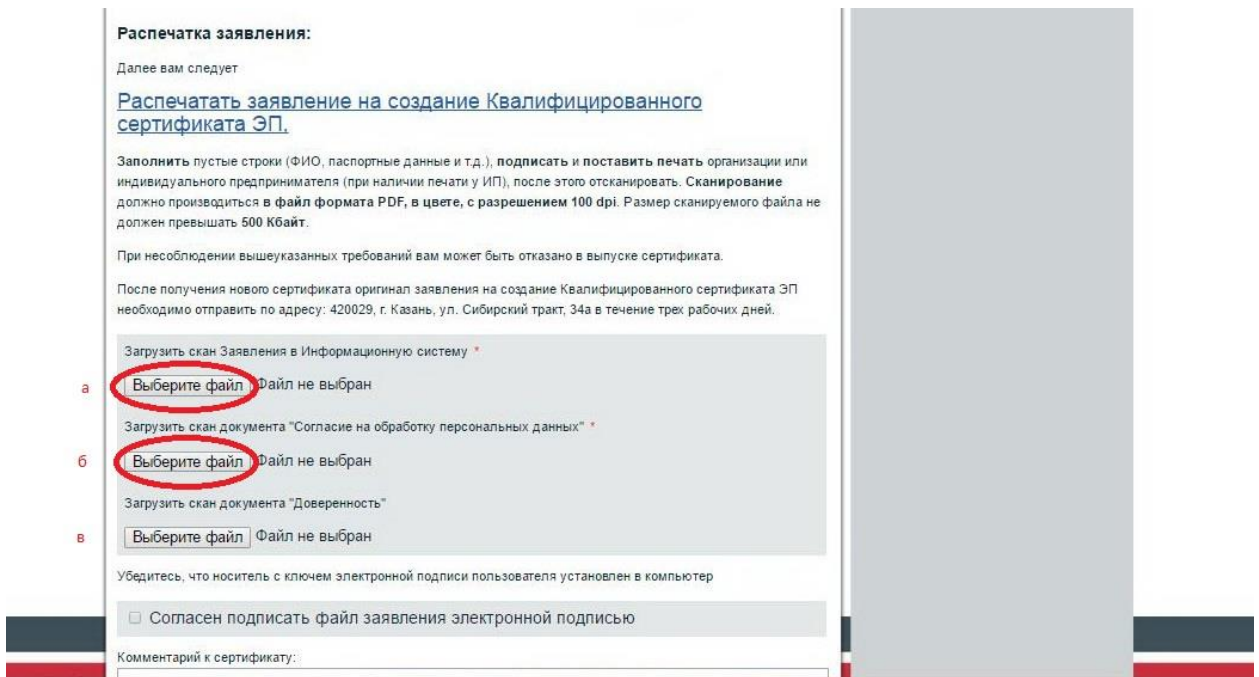 Распечатка заявления:
Далее вам следует
Распечатать заявление на создание Квалифицированного
сертификата ЭП.
Заполнить пустые строки (ФИО, паспортные данные и т.д.), подписать и поставить печать организации или
индивидуального предпринимателя (при наличии печати у ИП), после этого отсканировать. Сканирование
должно производиться в файл формата PDF, в цвете, с разрешением 100 dpi. Размер сканируемого файла не
должен превышать 500 Кбайт.
При несоблюдении вышеуказанных требований вам может быть отказано в выпуске сертификата.
После получения нового сертификата оригинал заявления на создание Квалифицированного сертификата ЭП
необходимо отправить по адресу: 420029, г. Казань, ул. Сибирский тракт, 34а в течение трех рабочих дней.
Загрузить скан Заявления в Информационную систему *
а Выберите файл Файл не выбран
Загрузить скан документа "Согласие на обработку персональных данных" *
б Выберите файл Файл не выбран
Загрузить скан документа "Доверенность"
в Выберите файл Файл не выбран
Убедитесь, что носитель с ключем электронной подписи пользователя установлен в компьютер
Согласен подписать файл заявления электронной подписью
Комментарий к сертификату: